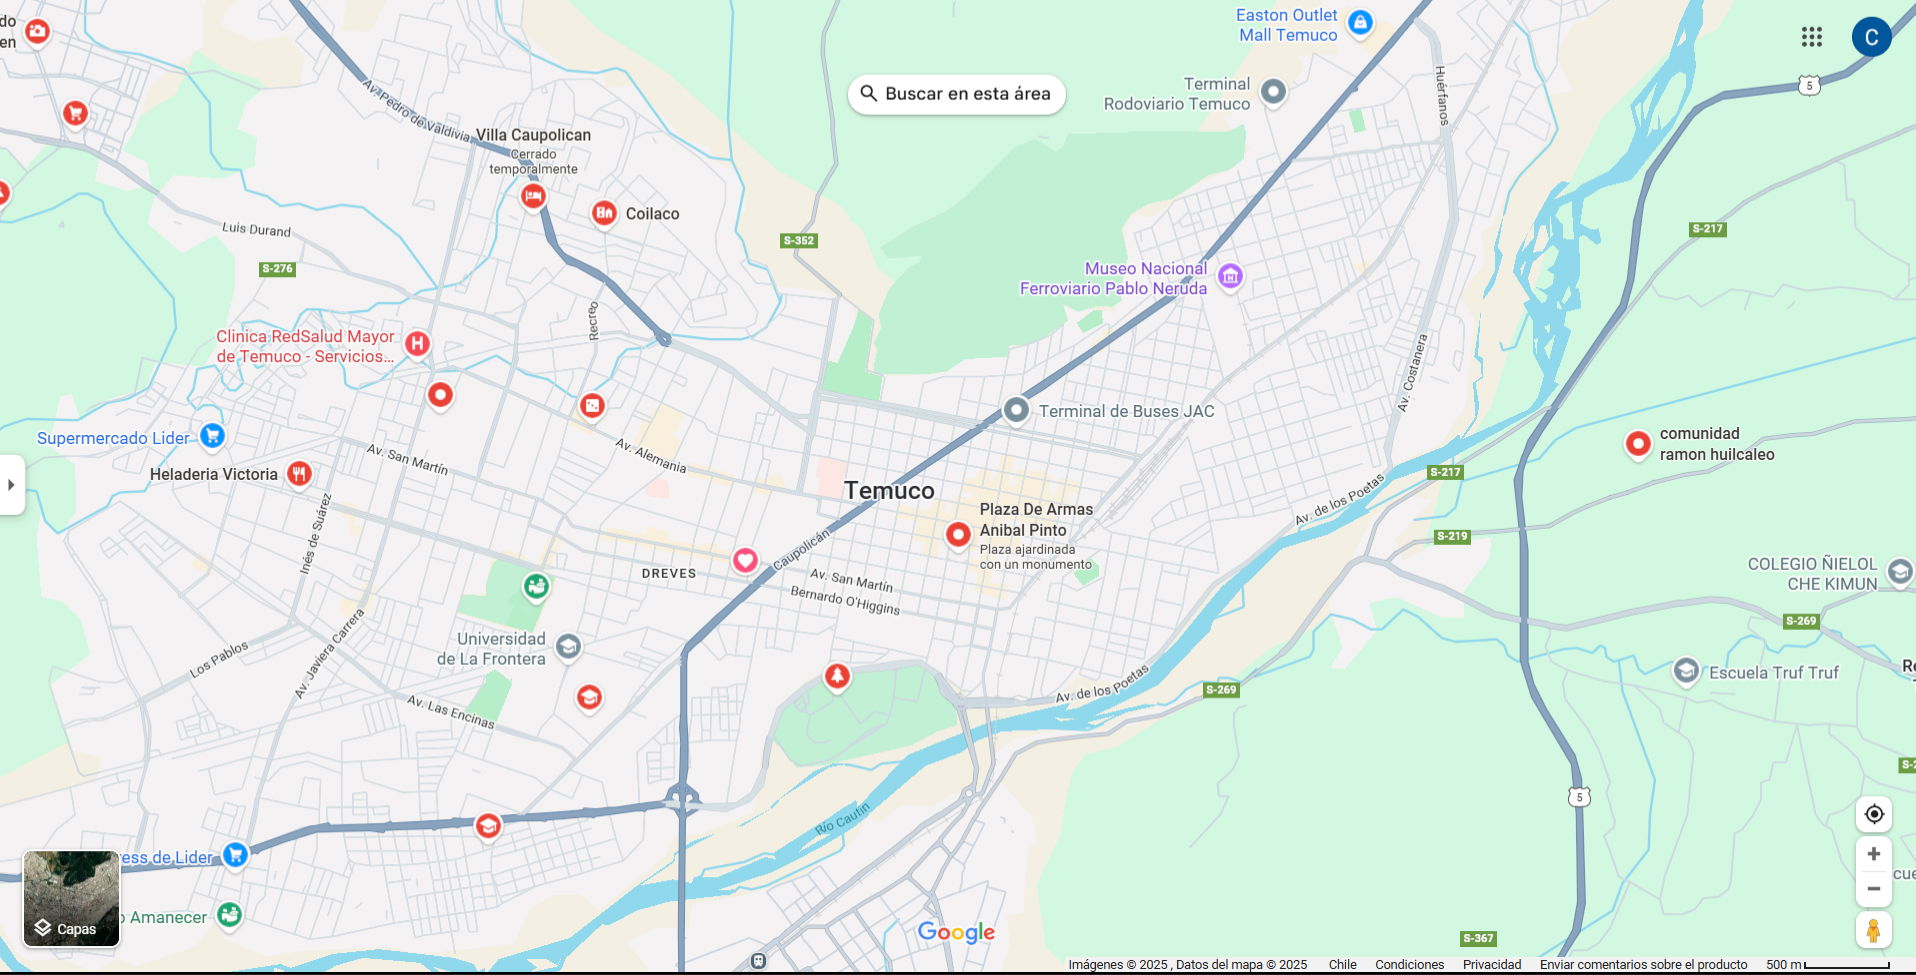 do
en
Easton Outlet
Mall Temuco
C
Terminal
Rodoviario Temuco
Buscar en esta área
Huérfanos
5
Av. Pedro de Valdivia
Villa Caupolican
Cerrado
temporalmente
Coilaco
Luis Durand
S-276
S-352
S-217
Museo Nacional
Ferroviario Pablo Neruda
Recreo
Clinica RedSalud Mayor
de Temuco - Servicios...
H
Av. Costanera
Terminal de Buses JAC
Supermercado Lider
Heladeria Victoria
Av. San Martín
Av. Alemania
comunidad
ramon huilcaleo
S-217
Temuco
Av. de los Poetas
Plaza De Armas
Anibal Pinto
Plaza ajardinada
con un monumento
Inés de Suárez
Caupolicán
S-219
DREVES
Av. San Martín
Bernardo O'Higgins
COLEGIO ÑIELOL
CHE KIMUN
S-269
Universidad
de La Frontera
Los Pablos
Av. Javiera Carrera
Av. Las Encinas
Av. de los Poetas
S-269
Escuela Truf Truf
Re
S-2
5
Río Cautín
ress de Lider
cue
o Amanecer
Capas
Google
S-367
Imágenes © 2025 , Datos del mapa © 2025 Chile Condiciones Privacidad Enviar comentarios sobre el producto 500 m